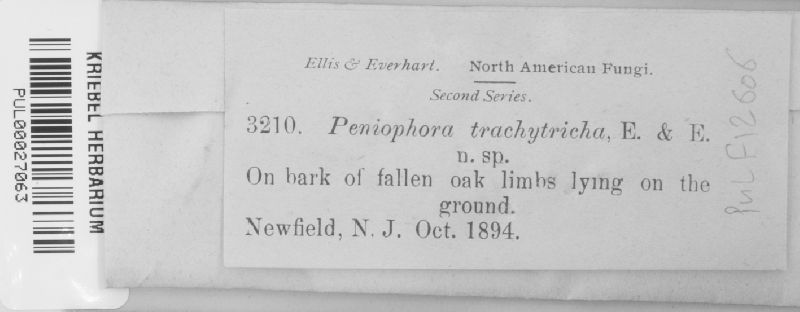 KRIEBEL HERBARIUM
PUL00027063
Ellis & Everhart. North American Fungi.
Second Series.
3210. Peniophora trachytricha, E. & E.
n. sp.
On bark of fallen oak limbs lying on the
ground.
Newfield, N. J. Oct. 1894.
PUL F12606